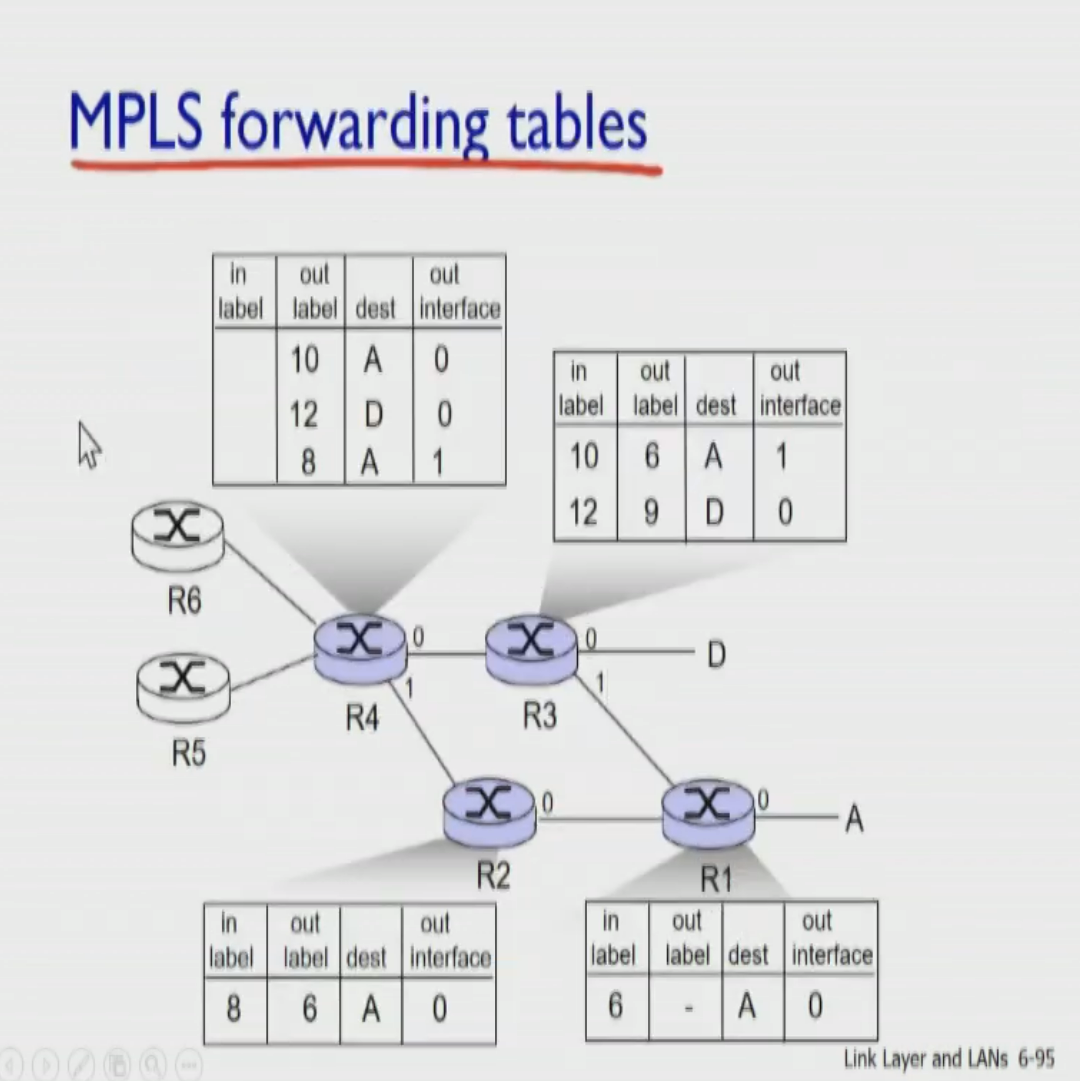 MPLS forwarding tables
in out out
label label dest interface
10 A 0
12 D 0
8 A 1
in out out
label label dest interface
10 6 A 1
12 9 D 0
R6
R5
0
1
R4
0
1
R3
D
0
R2
0
R1
A
in out out
label label dest interface
8 6 A 0
in out out
label label dest interface
6 - A 0
Link Layer and LANs 6-95